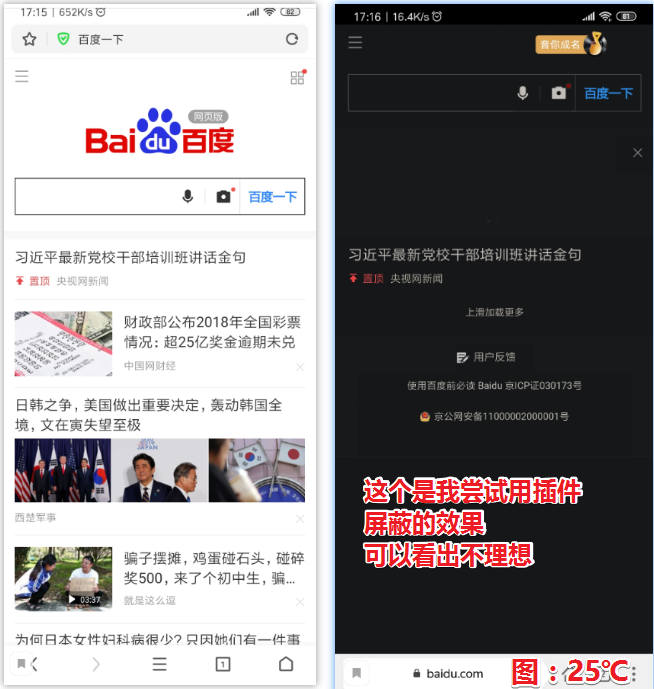 17:15 | 652K/s
82
百度一下
网页版
Bai du 百度
百度一下
习近平最新党校干部培训班讲话金句
置顶 央视网新闻
财政部公布2018年全国彩票
情况：超25亿奖金逾期未兑
中国网财经
日韩之争，美国做出重要决定，轰动韩国全
境，文在寅失望至极
JAPAN
西楚军事
骗子摆摊，鸡蛋碰石头，碰碎
奖500，来了个初中生，骗...
03:37
就是这么逗
为何日本女性妇科病很少？只因她们有一件事
1
17:16 | 16.4K/s
81
音你成名
百度一下
习近平最新党校干部培训班讲话金句
置顶 央视网新闻
上滑加载更多
用户反馈
使用百度前必读 Baidu 京ICP证030173号
京公网安备11000002000001号
这个是我尝试用插件
屏蔽的效果
可以看出不理想
baidu.com
图：25℃